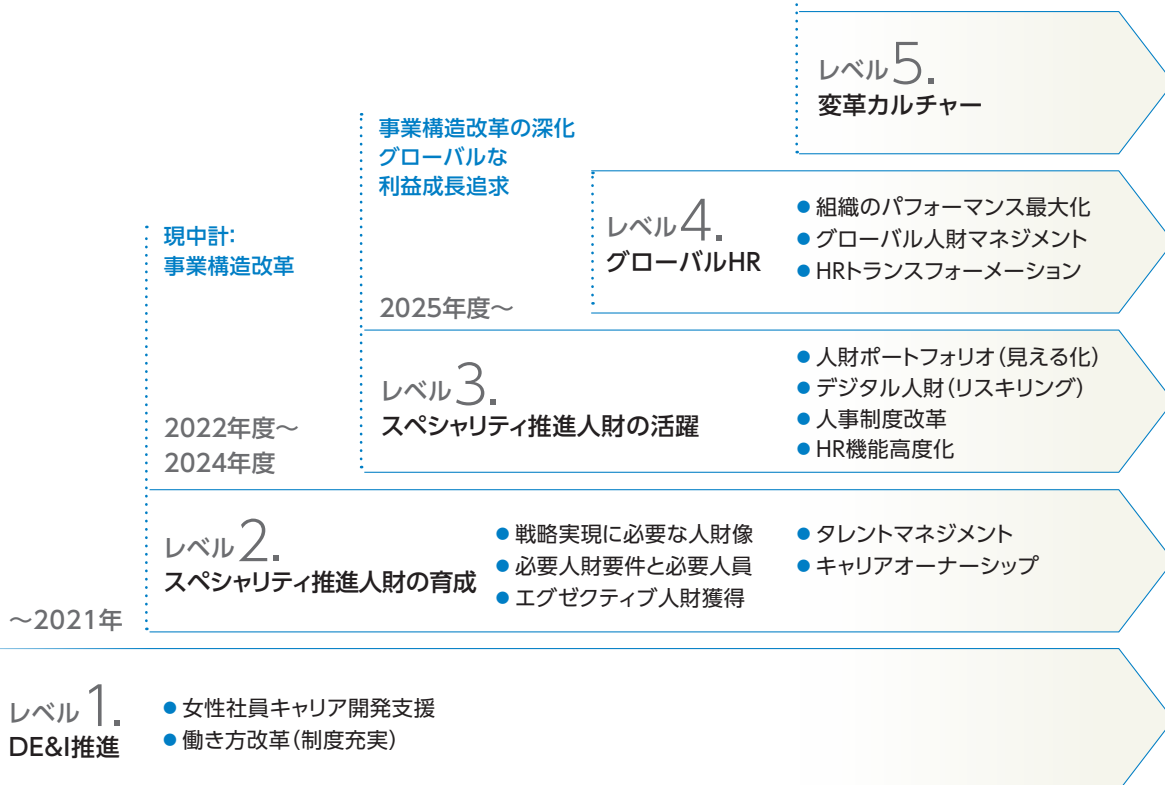 レベル5.
変革カルチャー
事業構造改革の深化
グローバルな
利益成長追求
レベル4.
グローバルHR
● 組織のパフォーマンス最大化
● グローバル人財マネジメント
● HRトランスフォーメーション
現中計：
事業構造改革
2025年度～
レベル3.
スペシャリティ推進人財の活躍
● 人財ポートフォリオ（見える化）
● デジタル人財（リスキリング）
● 人事制度改革
● HR機能高度化
2022年度～
2024年度
レベル2.
スペシャリティ推進人財の育成
● 戦略実現に必要な人財像
● 必要人財要件と必要人員
● エグゼクティブ人財獲得
● タレントマネジメント
● キャリアオーナーシップ
～2021年
レベル1.
DE&I推進
● 女性社員キャリア開発支援
● 働き方改革（制度充実）